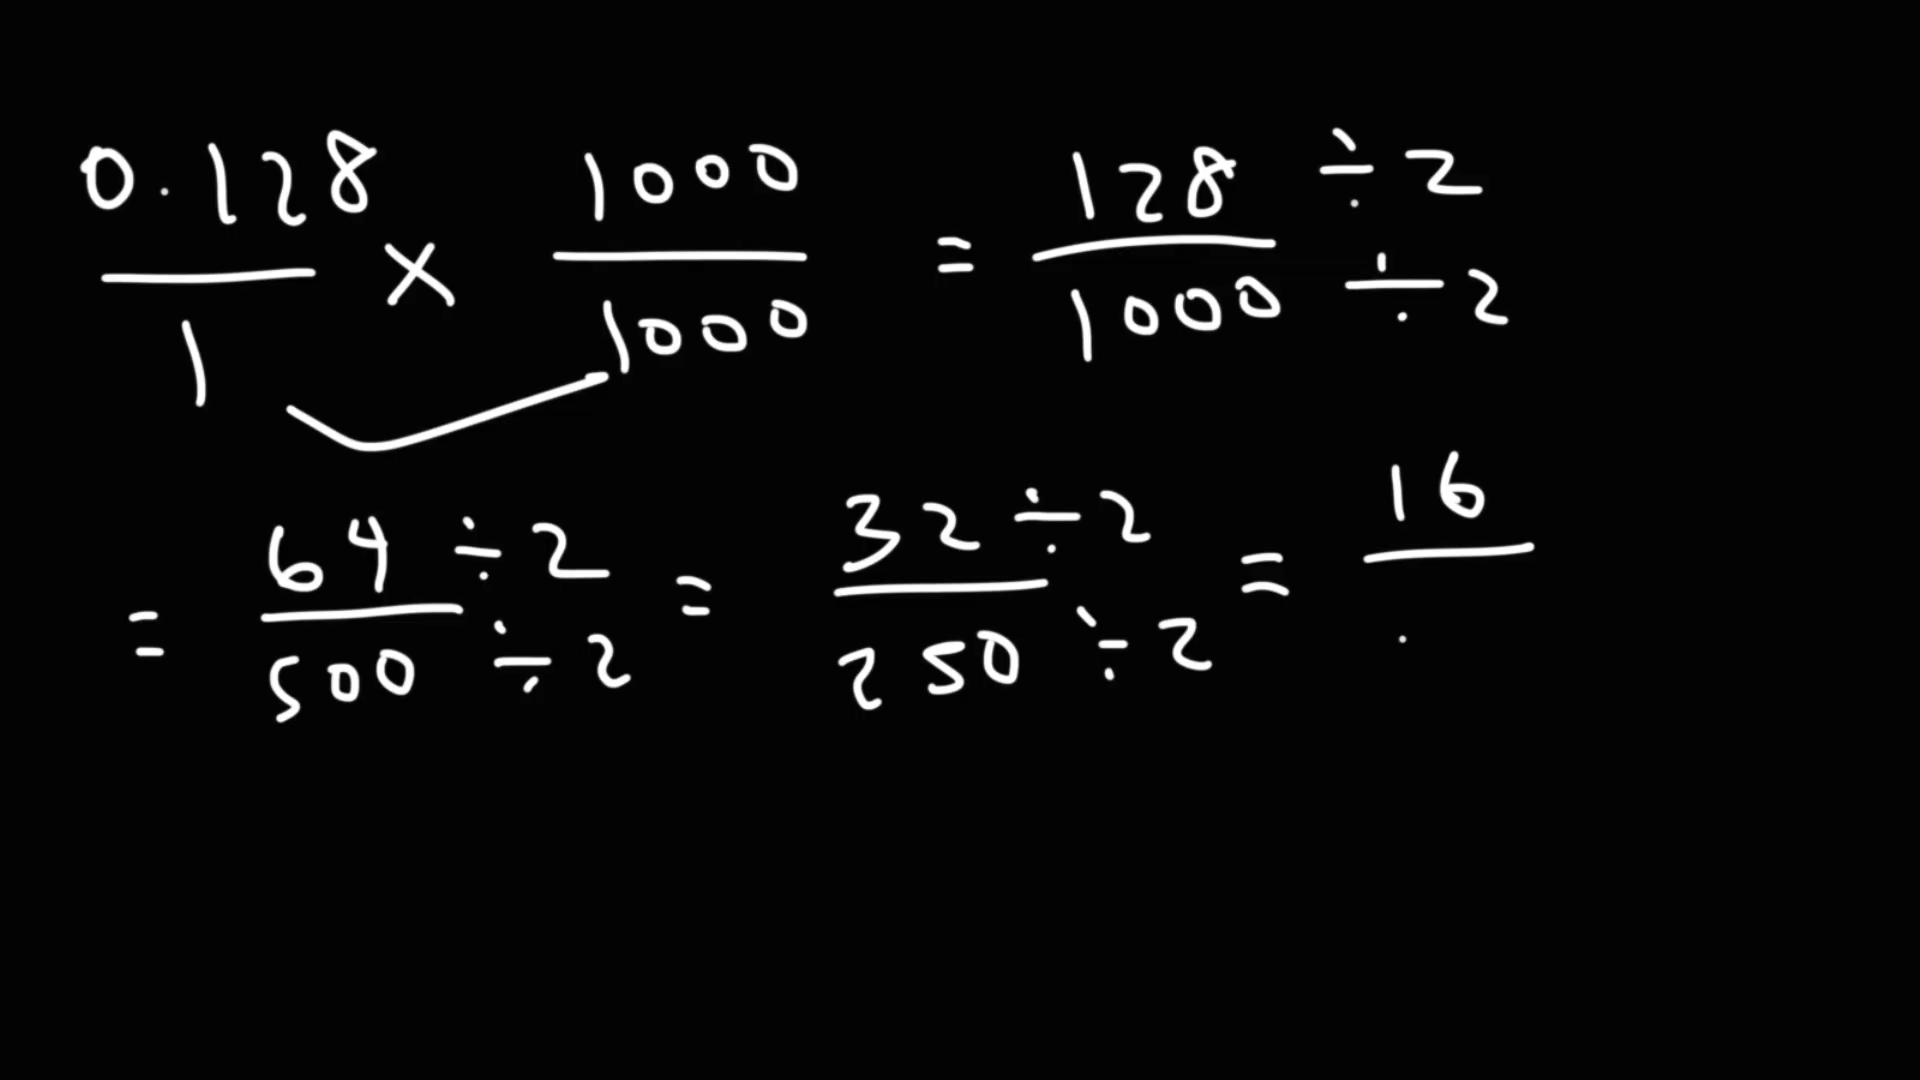 0.128/1 × 1000/1000 = 128 ÷2/1000 ÷2
= 64 ÷2/500 ÷2 = 32 ÷2/250 ÷2 = 16/